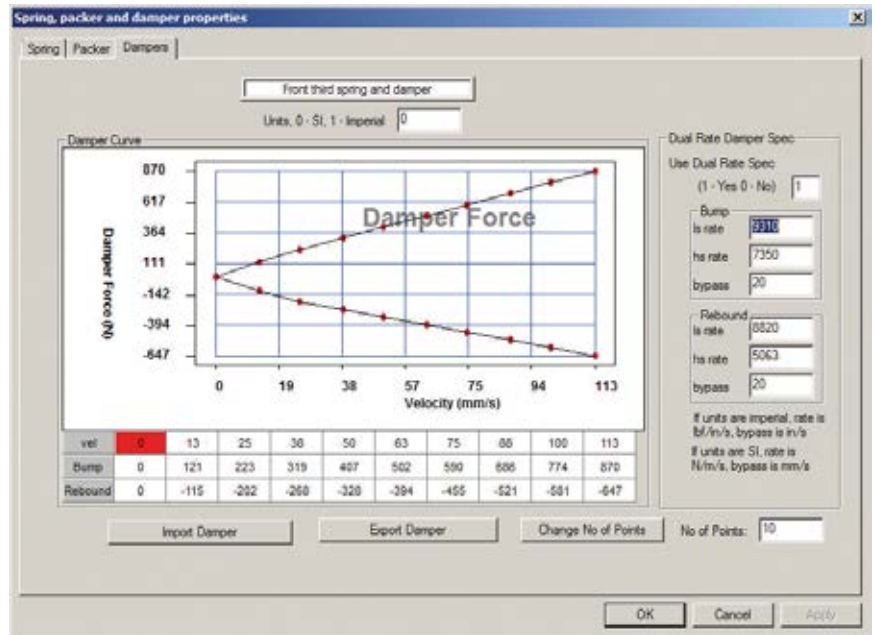 Spring, packer and damper properties
Spring Packer Dampers
Front third spring and damper
Units, 0 - SI, 1 - Imperial 0
Damper Curve
Damper Force
Damper Force (N)
870
617
364
111
-142
-394
-647
0 19 38 57 75 94 113
Velocity (mm/s)
vel 0 13 25 38 50 63 75 88 100 113
Bump 0 121 223 319 407 502 590 686 774 870
Rebound 0 -115 -202 -268 -328 -394 -455 -521 -581 -647
Dual Rate Damper Spec
Use Dual Rate Spec
(1 - Yes 0 - No) 1
Bump
ls rate 9310
hs rate 7350
bypass 20
Rebound
ls rate 8820
hs rate 5063
bypass 20
If units are imperial, rate is
lbf/in/s, bypass is in/s
If units are SI, rate is
N/m/s, bypass is mm/s
Import Damper Export Damper Change No of Points No of Points: 10
OK Cancel Apply